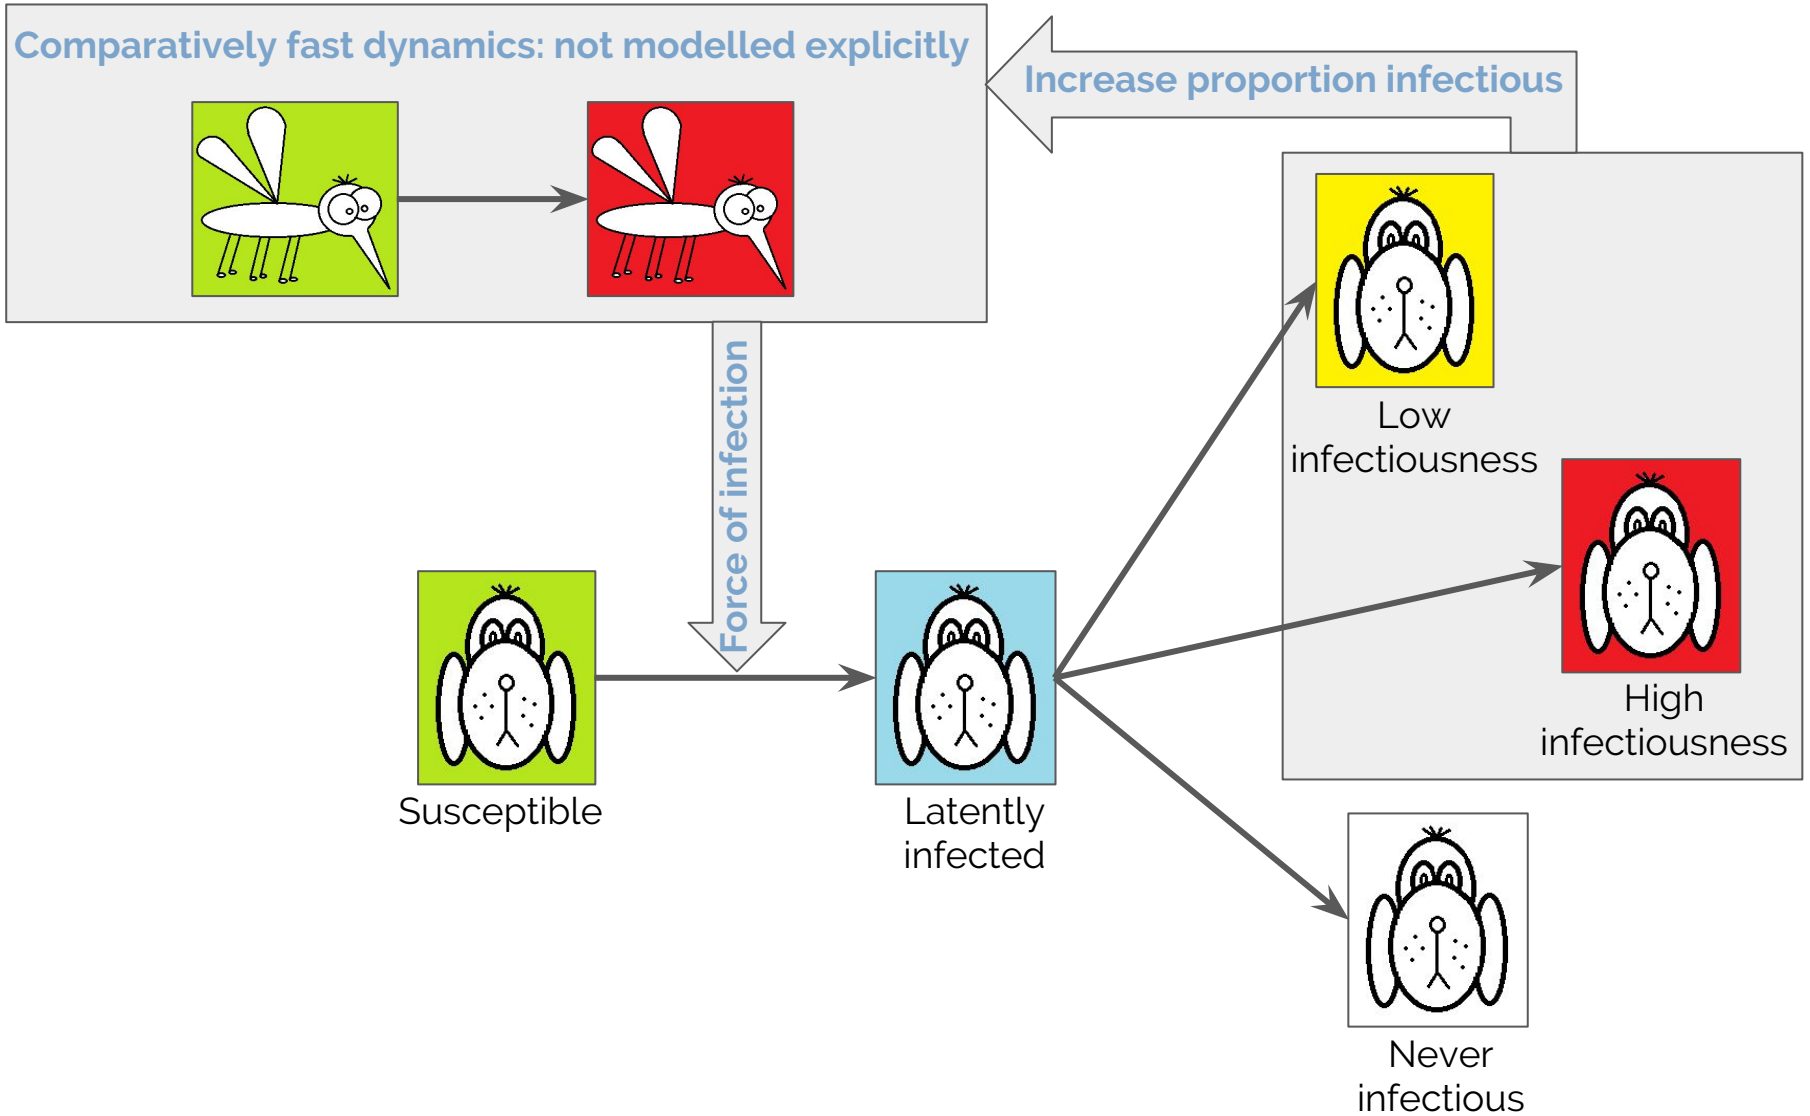 Comparatively fast dynamics: not modelled explicitly
Increase proportion infectious
Force of infection
Low
infectiousness
High
infectiousness
Susceptible
Latently
infected
Never
infectious